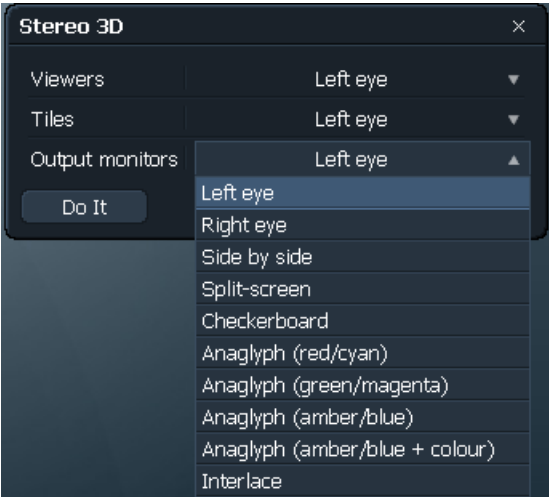 Stereo 3D
Viewers Left eye
Tiles Left eye
Output monitors Left eye
Do It
Left eye
Right eye
Side by side
Split-screen
Checkerboard
Anaglyph (red/cyan)
Anaglyph (green/magenta)
Anaglyph (amber/blue)
Anaglyph (amber/blue + colour)
Interlace